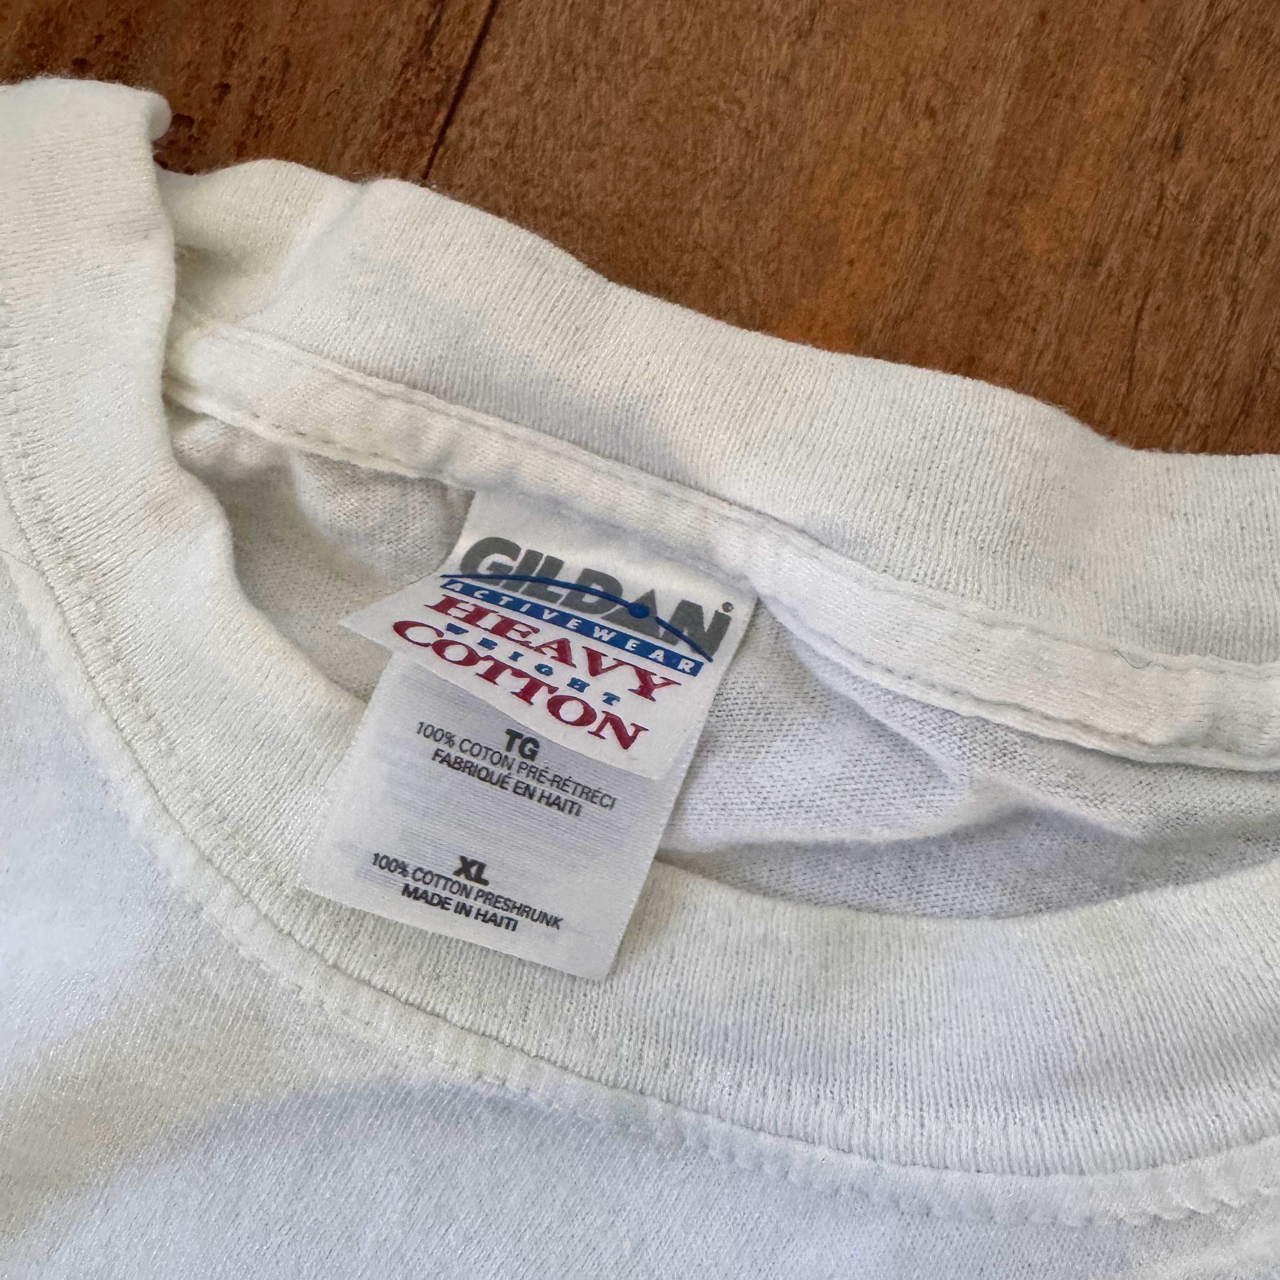 GILDAN®
ACTIVEWEAR
HEAVY
WEIGHT
COTTON
TG
100% COTON PRÉ-RÉTRÉCI
FABRIQUÉ EN HAITI
XL
100% COTTON PRESHRUNK
MADE IN HAITI